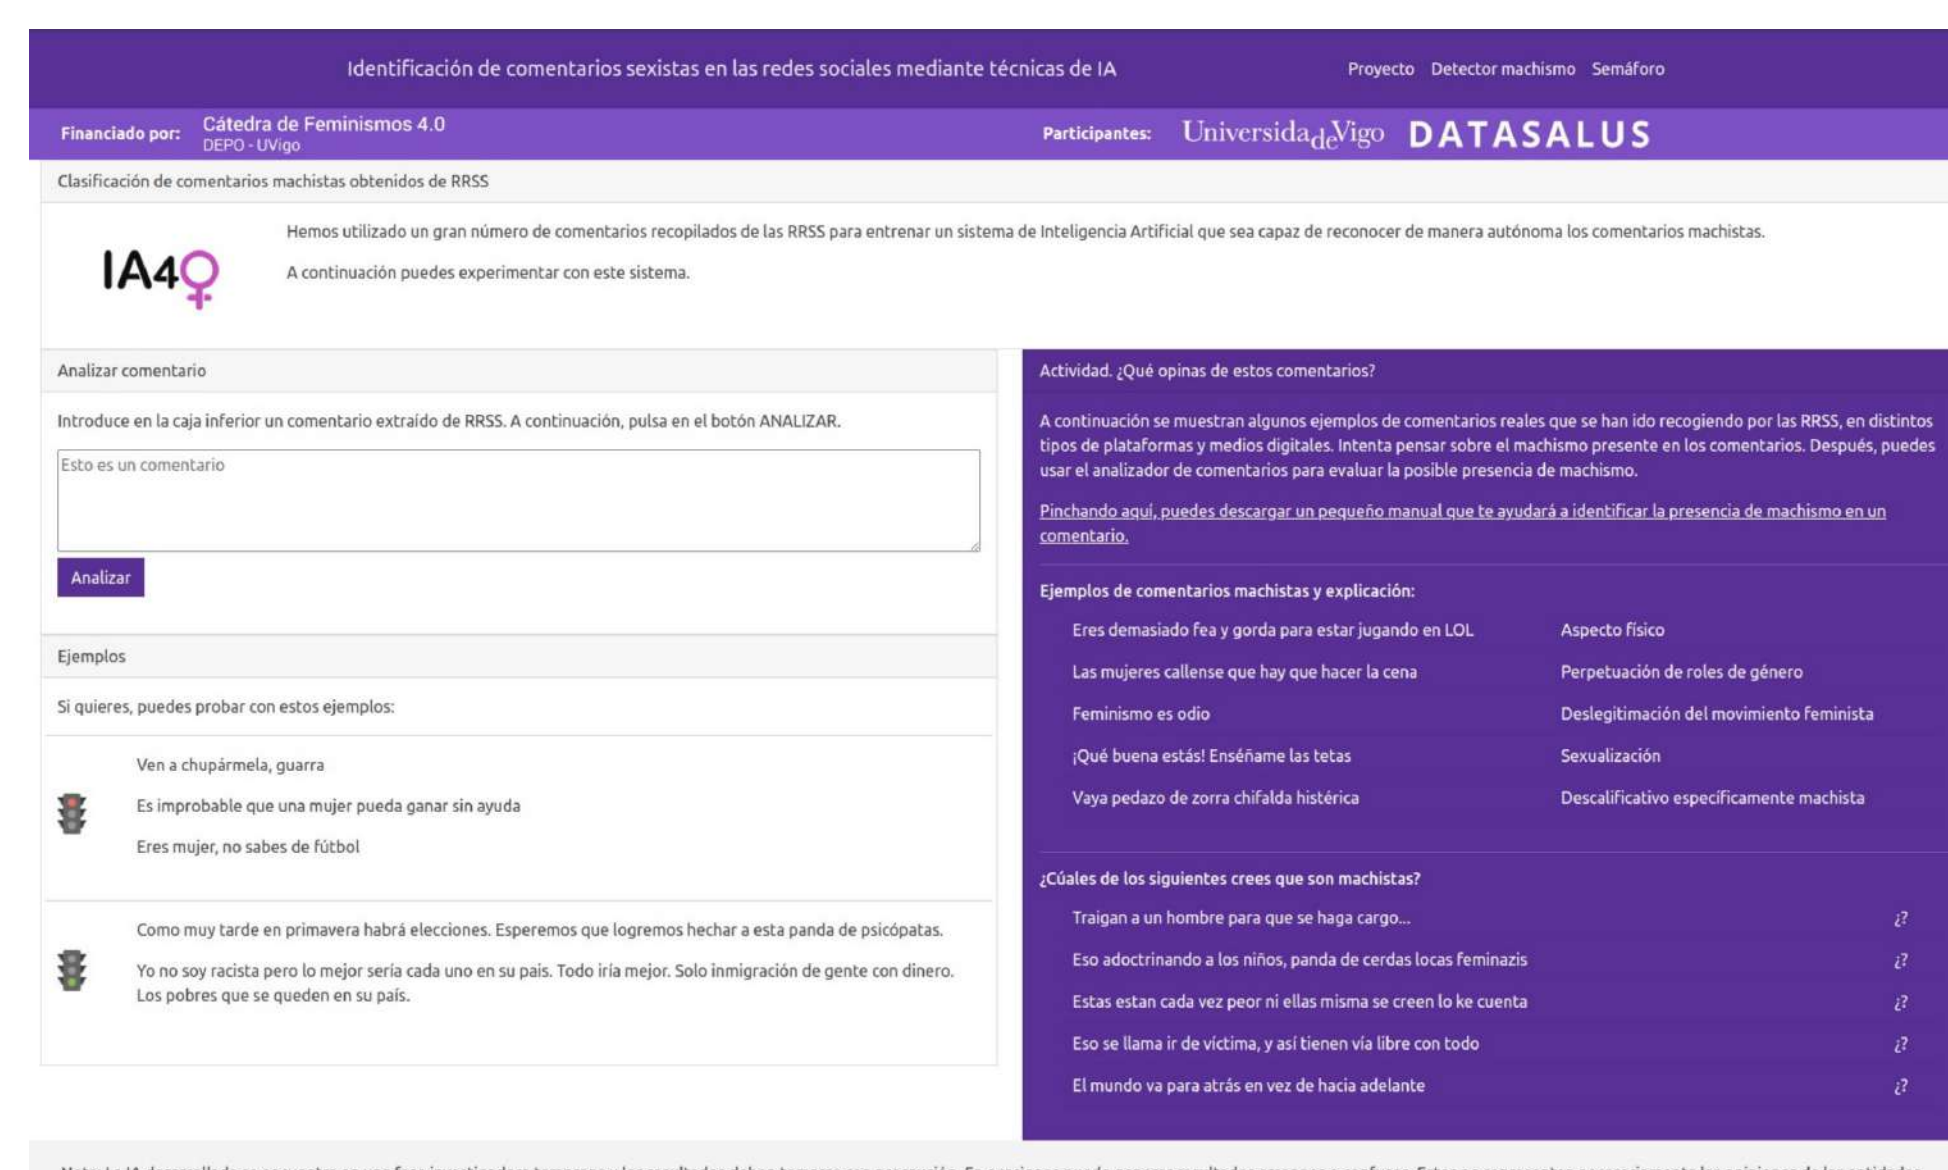 Identificación de comentarios sexistas en las redes sociales mediante técnicas de IA
Proyecto Detector machismo Semáforo
Financiado por: Cátedra de Feminismos 4.0
DEPO - UVigo
Participantes: UniversidadeVigo DATASALUS
Clasificación de comentarios machistas obtenidos de RRSS
IA4
Hemos utilizado un gran número de comentarios recopilados de las RRSS para entrenar un sistema de Inteligencia Artificial que sea capaz de reconocer de manera autónoma los comentarios machistas.
A continuación puedes experimentar con este sistema.
Analizar comentario
Introduce en la caja inferior un comentario extraído de RRSS. A continuación, pulsa en el botón ANALIZAR.
Esto es un comentario
Analizar
Ejemplos
Si quieres, puedes probar con estos ejemplos:
Ven a chupármela, guarra
Es improbable que una mujer pueda ganar sin ayuda
Eres mujer, no sabes de fútbol
Como muy tarde en primavera habrá elecciones. Esperemos que logremos hechar a esta panda de psicópatas.
Yo no soy racista pero lo mejor sería cada uno en su pais. Todo iría mejor. Solo inmigración de gente con dinero.
Los pobres que se queden en su país.
Actividad. ¿Qué opinas de estos comentarios?
A continuación se muestran algunos ejemplos de comentarios reales que se han ido recogiendo por las RRSS, en distintos
tipos de plataformas y medios digitales. Intenta pensar sobre el machismo presente en los comentarios. Después, puedes
usar el analizador de comentarios para evaluar la posible presencia de machismo.
Pinchando aquí, puedes descargar un pequeño manual que te ayudará a identificar la presencia de machismo en un
comentario.
Ejemplos de comentarios machistas y explicación:
Eres demasiado fea y gorda para estar jugando en LOL Aspecto físico
Las mujeres callense que hay que hacer la cena Perpetuación de roles de género
Feminismo es odio Deslegitimación del movimiento feminista
¡Qué buena estás! Enséñame las tetas Sexualización
Vaya pedazo de zorra chifalda histérica Descalificativo específicamente machista
¿Cúales de los siguientes crees que son machistas?
Traigan a un hombre para que se haga cargo... ¿?
Eso adoctrinando a los niños, panda de cerdas locas feminazis ¿?
Estas estan cada vez peor ni ellas misma se creen lo ke cuenta ¿?
Eso se llama ir de víctima, y así tienen vía libre con todo ¿?
El mundo va para atrás en vez de hacia adelante ¿?